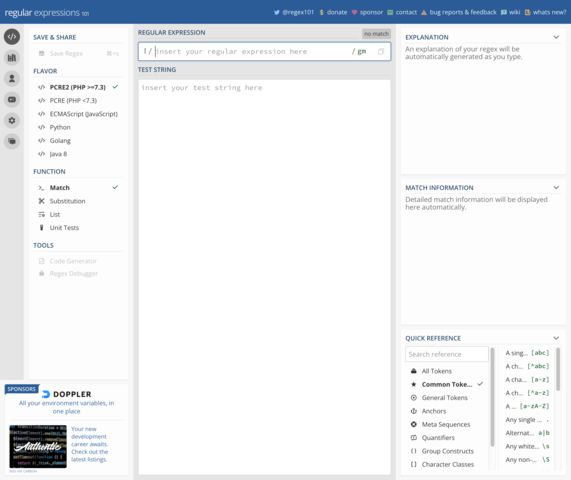 regular expressions 101
@regex101 donate sponsor contact bug reports & feedback wiki whats new?
SAVE & SHARE
Save Regex ⌘+s
FLAVOR
PCRE2 (PHP >=7.3)
PCRE (PHP <7.3)
ECMAScript (JavaScript)
Python
Golang
Java 8
FUNCTION
Match
Substitution
List
Unit Tests
TOOLS
Code Generator
Regex Debugger
SPONSORS
DOPPLER
All your environment variables, in
one place
Authentic
Your new
development
career awaits.
Check out the
latest listings.
REGULAR EXPRESSION
no match
/ insert your regular expression here / gm
TEST STRING
insert your test string here
EXPLANATION
An explanation of your regex will be
automatically generated as you type.
MATCH INFORMATION
Detailed match information will be displayed
here automatically.
QUICK REFERENCE
Search reference
All Tokens
Common Toke...
General Tokens
Anchors
Meta Sequences
Quantifiers
Group Constructs
Character Classes
A sing... [abc]
A ch... [^abc]
A cha... [a-z]
A ch... [^a-z]
A ... [a-zA-Z]
Any single ... .
Alternat... a|b
Any white... \s
Any non-... \S